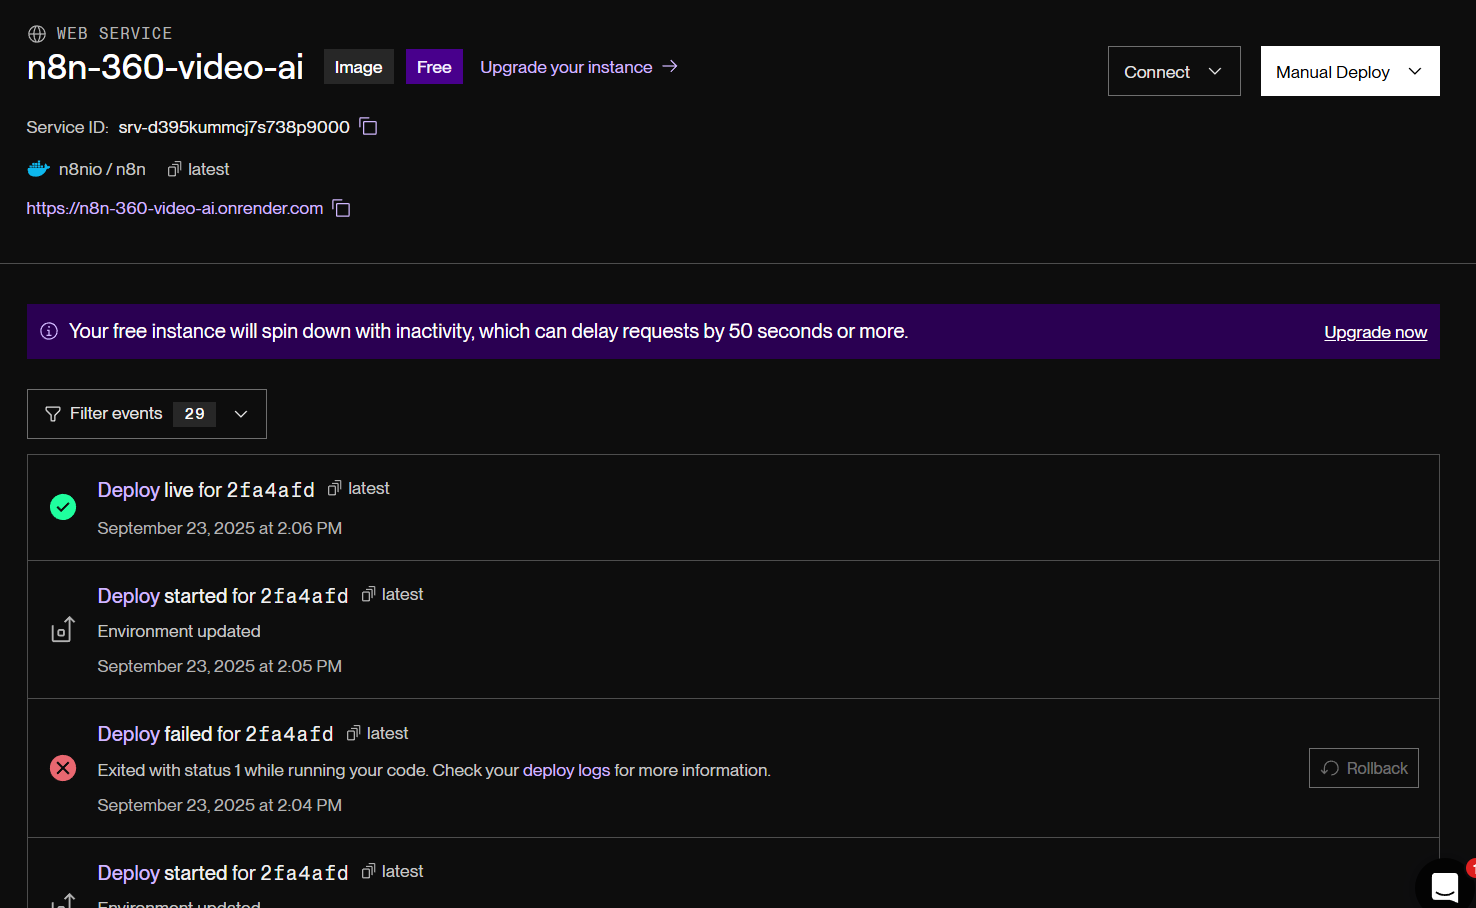 WEB SERVICE
n8n-360-video-ai Image Free Upgrade your instance
Connect Manual Deploy
Service ID: srv-d395kummcj7s738p9000
n8nio / n8n latest
https://n8n-360-video-ai.onrender.com
Your free instance will spin down with inactivity, which can delay requests by 50 seconds or more. Upgrade now
Filter events 29
Deploy live for 2fa4afd latest
September 23, 2025 at 2:06 PM
Deploy started for 2fa4afd latest
Environment updated
September 23, 2025 at 2:05 PM
Deploy failed for 2fa4afd latest
Exited with status 1 while running your code. Check your deploy logs for more information.
Rollback
September 23, 2025 at 2:04 PM
Deploy started for 2fa4afd latest
Environment updated